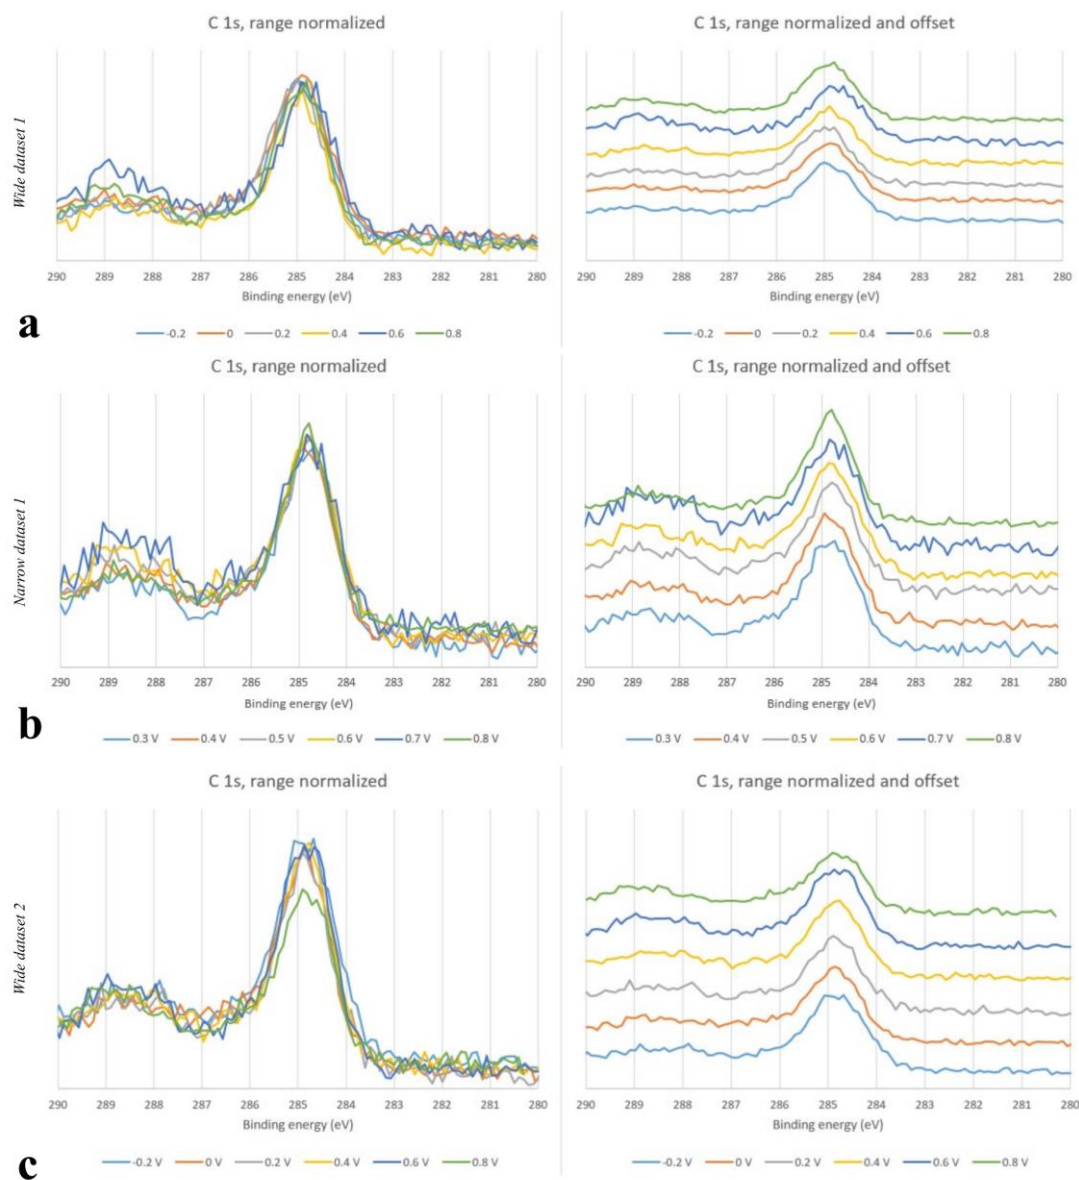 C 1s, range normalized
C 1s, range normalized and offset
Wide dataset 1
290 289 288 287 286 285 284 283 282 281 280
290 289 288 287 286 285 284 283 282 281 280
Binding energy (eV)
Binding energy (eV)
a
-0.2 0 0.2 0.4 0.6 0.8
-0.2 0 0.2 0.4 0.6 0.8
C 1s, range normalized
C 1s, range normalized and offset
Narrow dataset 1
290 289 288 287 286 285 284 283 282 281 280
290 289 288 287 286 285 284 283 282 281 280
Binding energy (eV)
Binding energy (eV)
b
0.3 V 0.4 V 0.5 V 0.6 V 0.7 V 0.8 V
0.3 V 0.4 V 0.5 V 0.6 V 0.7 V 0.8 V
C 1s, range normalized
C 1s, range normalized and offset
Wide dataset 2
290 289 288 287 286 285 284 283 282 281 280
290 289 288 287 286 285 284 283 282 281 280
Binding energy (eV)
Binding energy (eV)
c
-0.2 V 0 V 0.2 V 0.4 V 0.6 V 0.8 V
-0.2 V 0 V 0.2 V 0.4 V 0.6 V 0.8 V